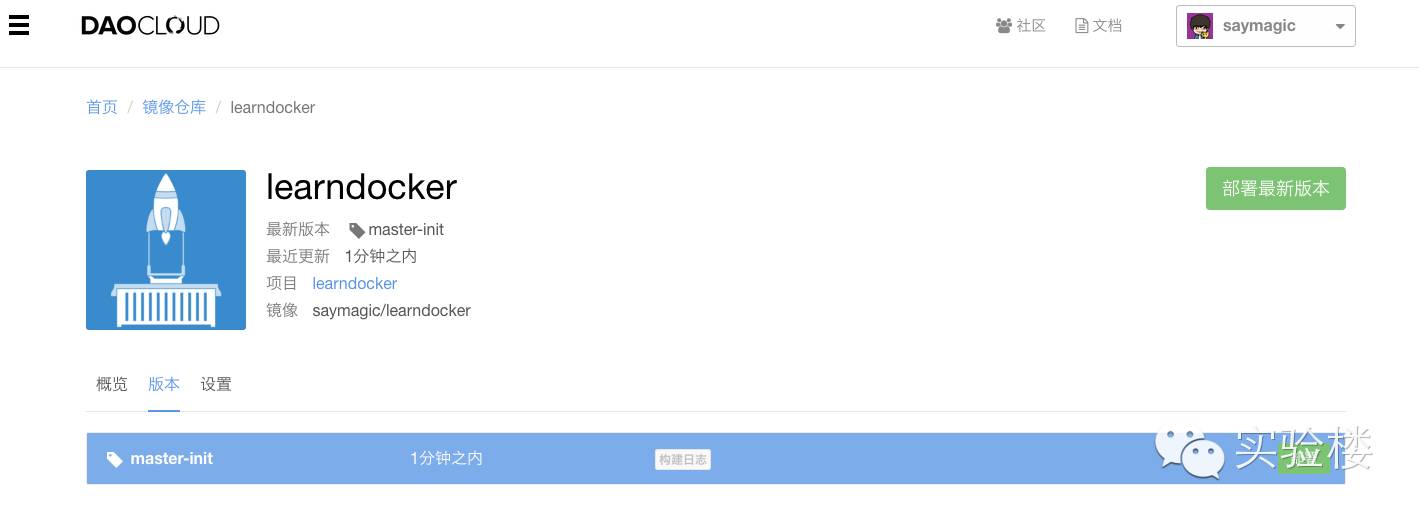 DAOCLOUD 社区 文档 saymagic
首页 / 镜像仓库 / learndocker
learndocker
部署最新版本
最新版本 master-init
最近更新 1分钟之内
项目 learndocker
镜像 saymagic/learndocker
概览 版本 设置
master-init 1分钟之内 构建日志 部署
实验楼